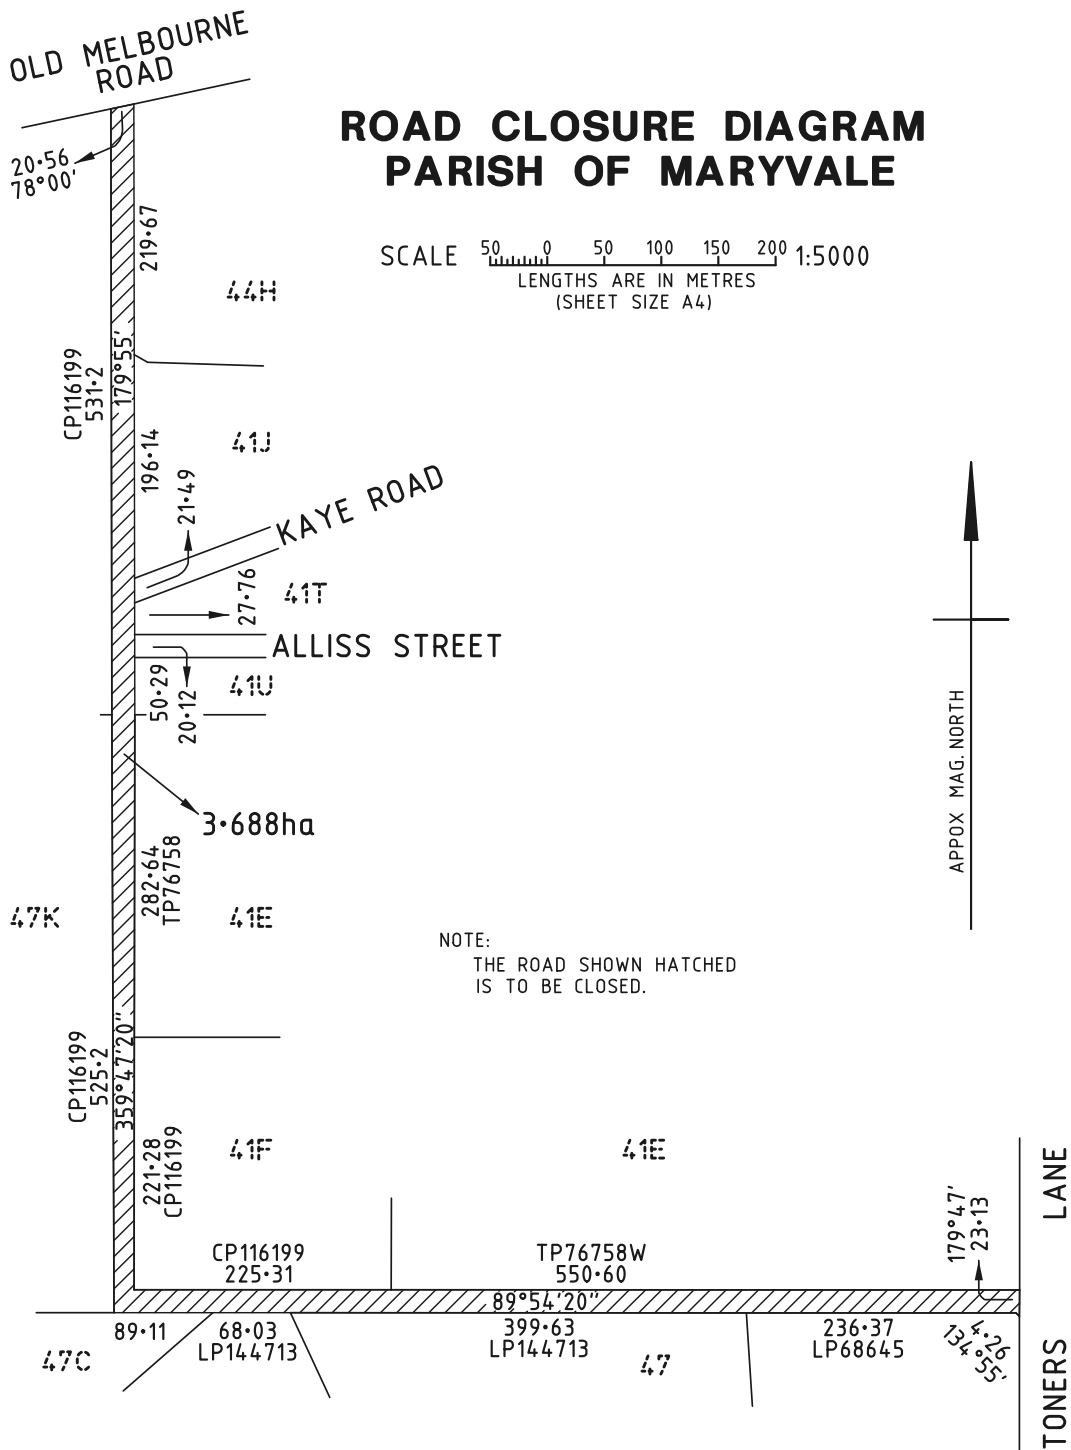 OLD MELBOURNE
ROAD
ROAD CLOSURE DIAGRAM
PARISH OF MARYVALE
20·56
78°00'
SCALE 50 0 50 100 150 200 1:5000
LENGTHS ARE IN METRES
(SHEET SIZE A4)
219·67
44H
CP116199
531·2
179°55'
196·14
41J
21·49
KAYE ROAD
41T
27·76
ALLISS STREET
50·29
20·12
41U
3·688ha
APPOX MAG. NORTH
282·64
TP76758
47K
41E
NOTE:
THE ROAD SHOWN HATCHED
IS TO BE CLOSED.
CP116199
525·2
359°47'20"
221·28
CP116199
41F
41E
179°47'
23·13
CP116199
225·31
TP76758W
550·60
89°54'20"
89·11
68·03
LP144713
399·63
LP144713
236·37
LP68645
4·26
134°55'
47C
47
TONERS LANE